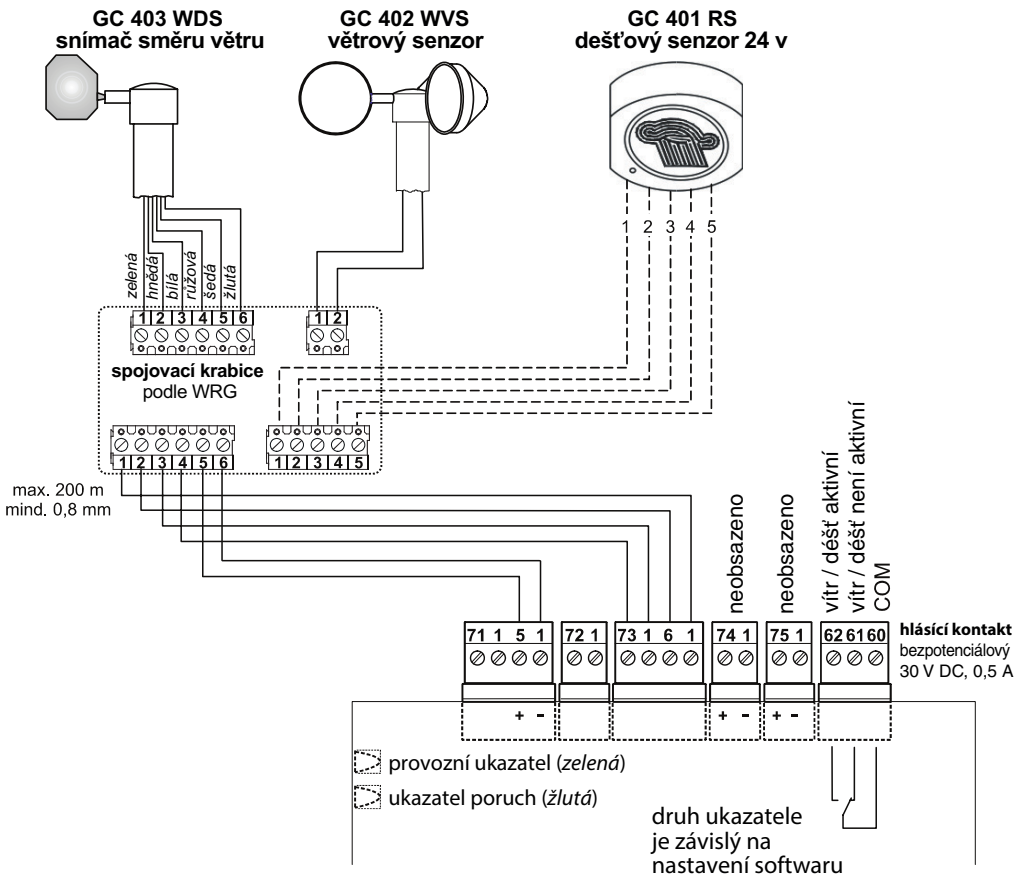 GC 403 WDS
snímač směru větru
GC 402 WVS
větrový senzor
GC 401 RS
dešťový senzor 24 v
1 2 3 4 5
zelená
hnědá
bílá
růžová
šedá
žlutá
1 2 3 4 5 6
1 2
spojovací krabice
podle WRG
1 2 3 4 5 6
1 2 3 4 5
max. 200 m
mind. 0,8 mm
neobsazeno
neobsazeno
vítr / déšť aktivní
vítr / déšť není aktivní
COM
71 1 5 1
72 1
73 1 6 1
74 1
75 1
62 61 60
hlásící kontakt
bezpotenciálový
30 V DC, 0,5 A
+ -
+ -
+ -
provozní ukazatel (zelená)
ukazatel poruch (žlutá)
druh ukazatele
je závislý na
nastavení softwaru